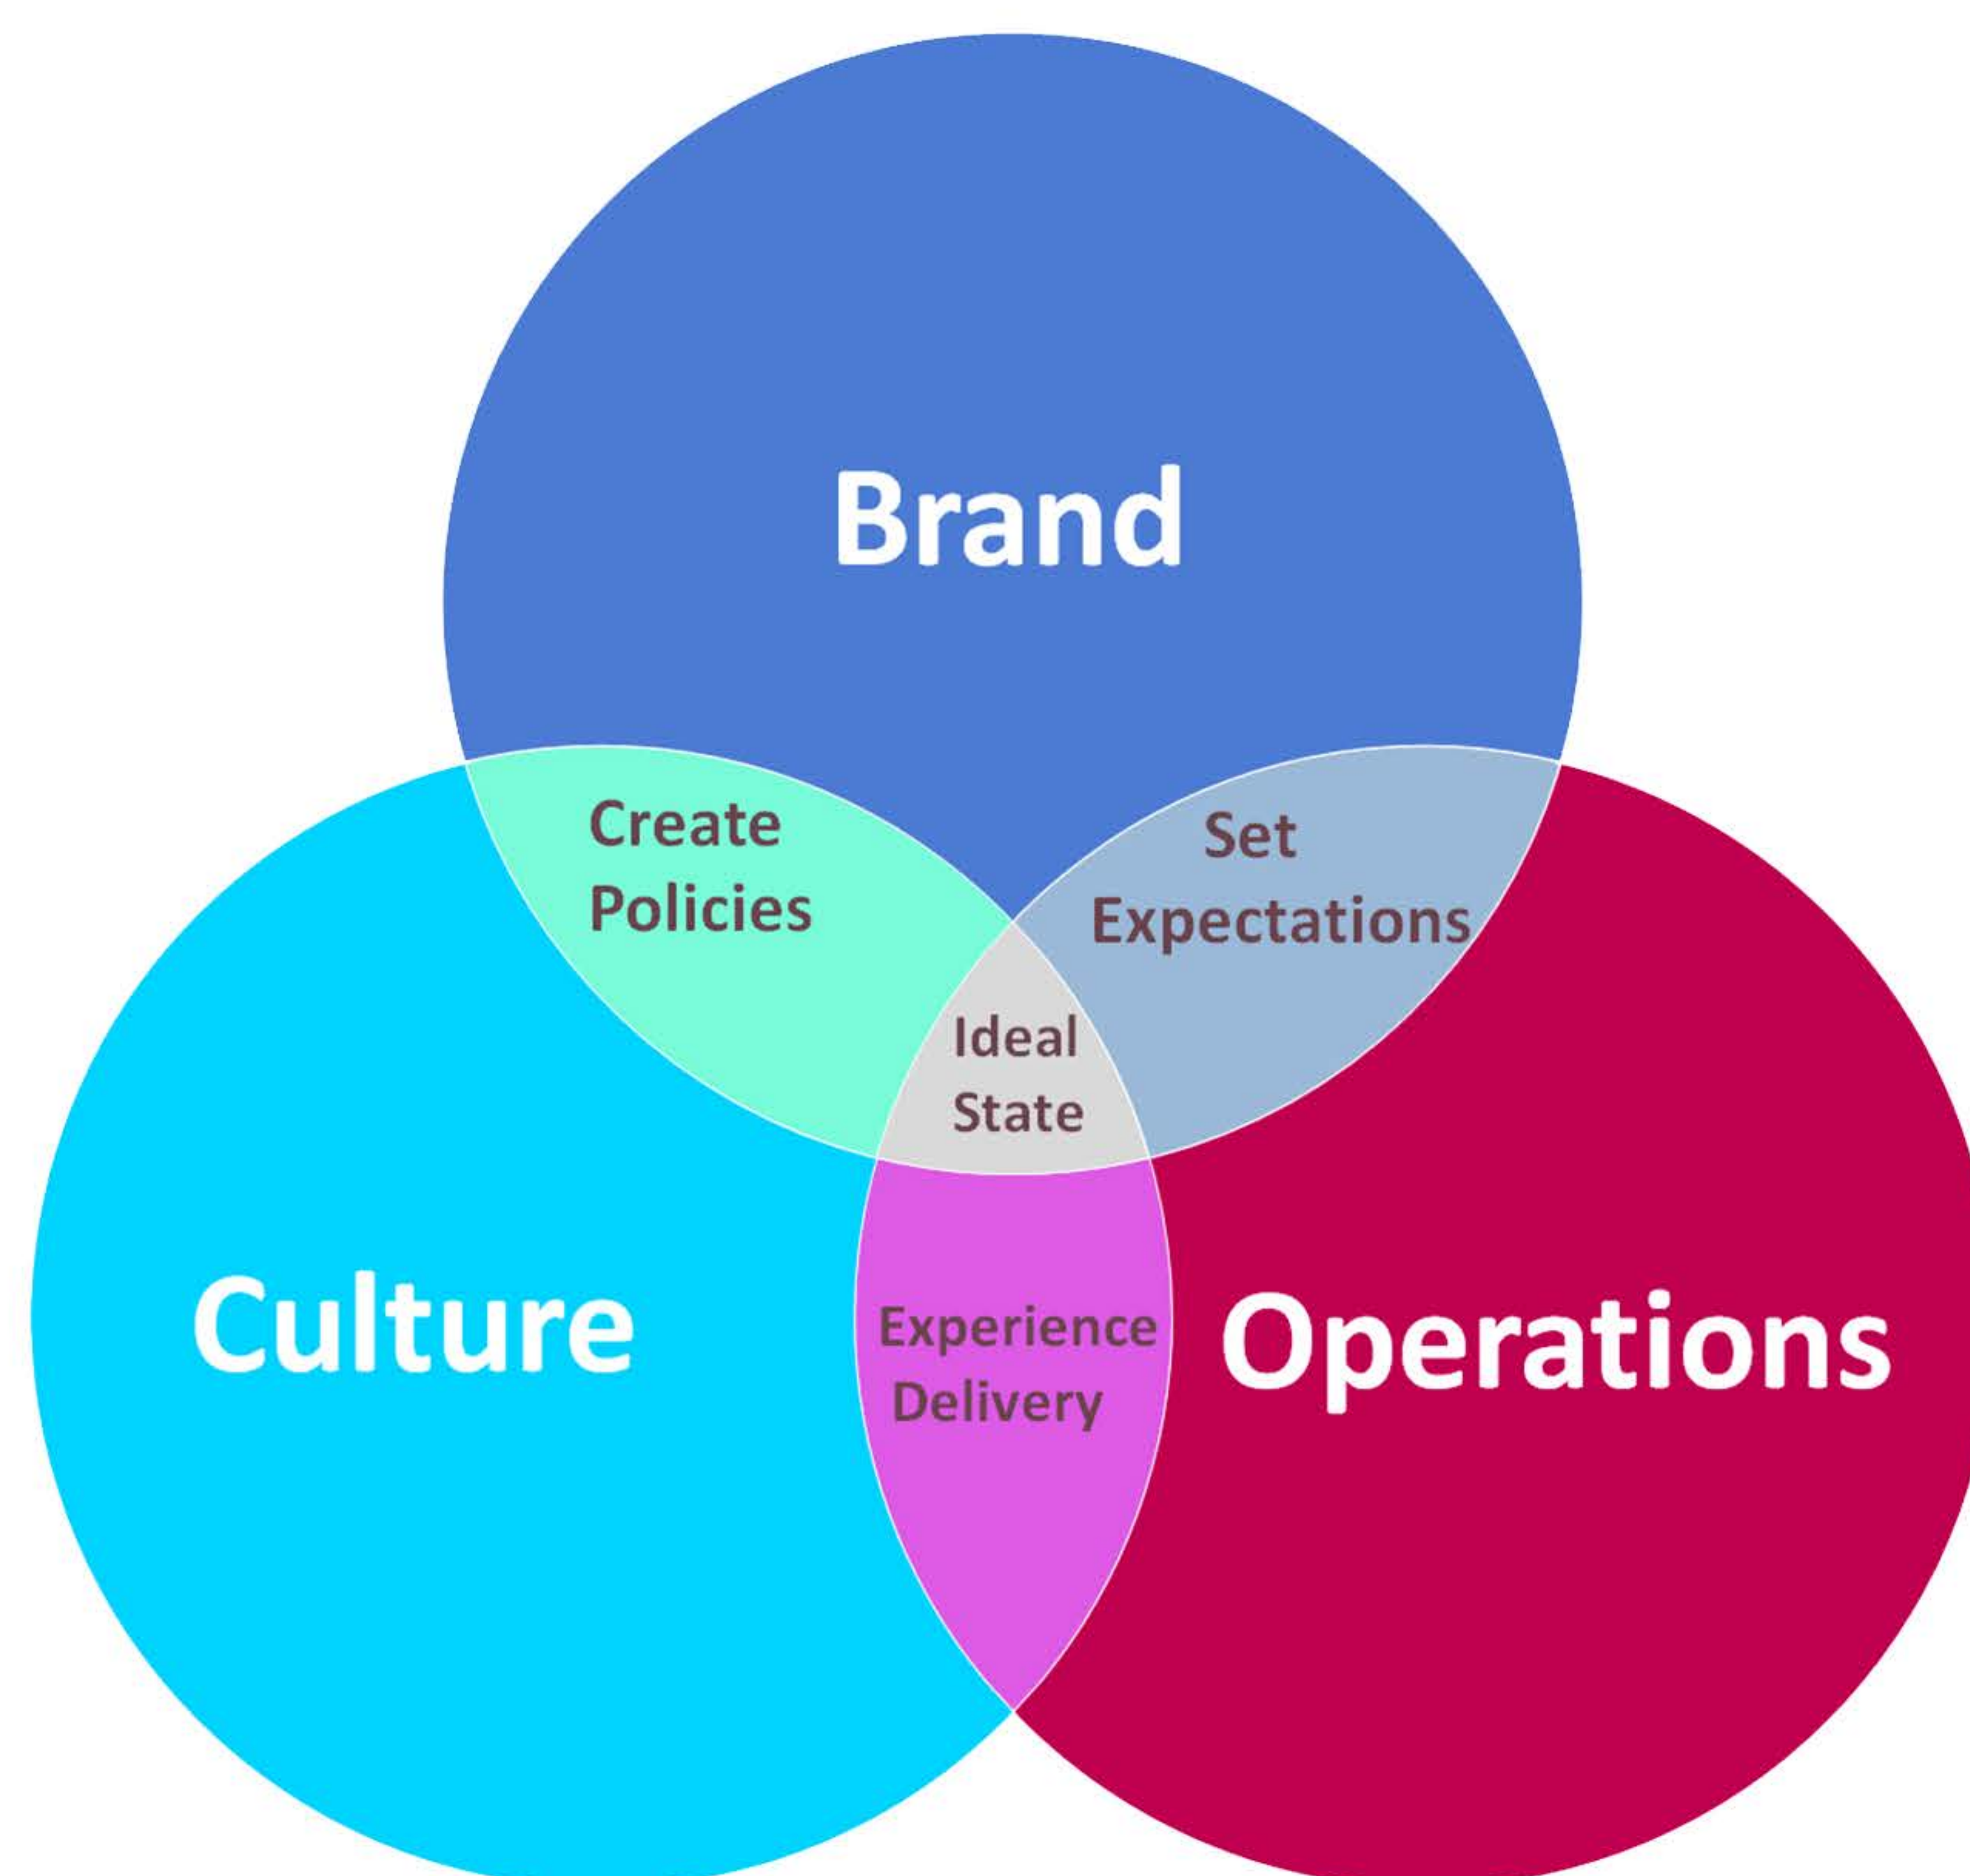 Brand
Create
Policies
Set
Expectations
Ideal
State
Culture
Experience
Delivery
Operations